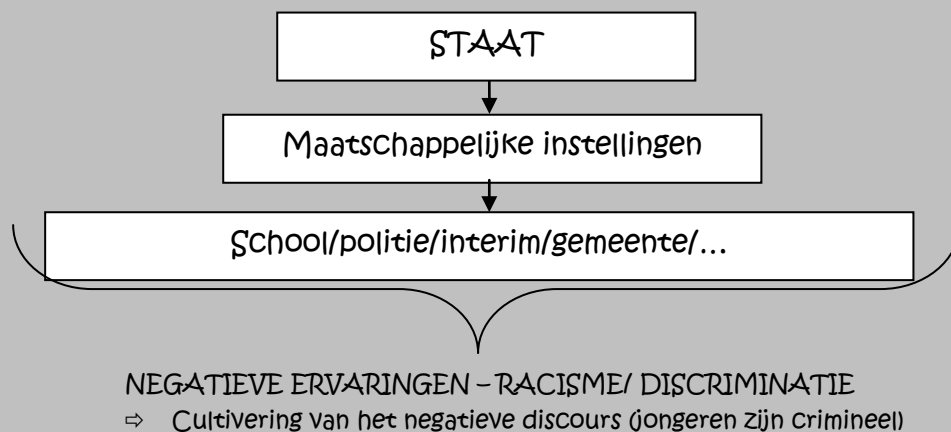 STAAT
Maatschappelijke instellingen
School/politie/interim/gemeente/...
NEGATIEVE ERVARINGEN – RACISME/ DISCRIMINATIE
⇨ Cultivering van het negatieve discours (jongeren zijn crimineel)